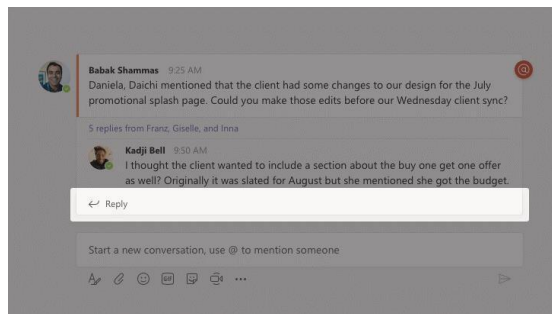 Babak Shammas 9:25 AM
Daniela, Daichi mentioned that the client had some changes to our design for the July
promotional splash page. Could you make those edits before our Wednesday client sync?
5 replies from Franz, Giselle, and Inna
Kadji Bell 9:50 AM
I thought the client wanted to include a section about the buy one get one offer
as well? Originally it was slated for August but she mentioned she got the budget.
Reply
Start a new conversation, use @ to mention someone
GIF